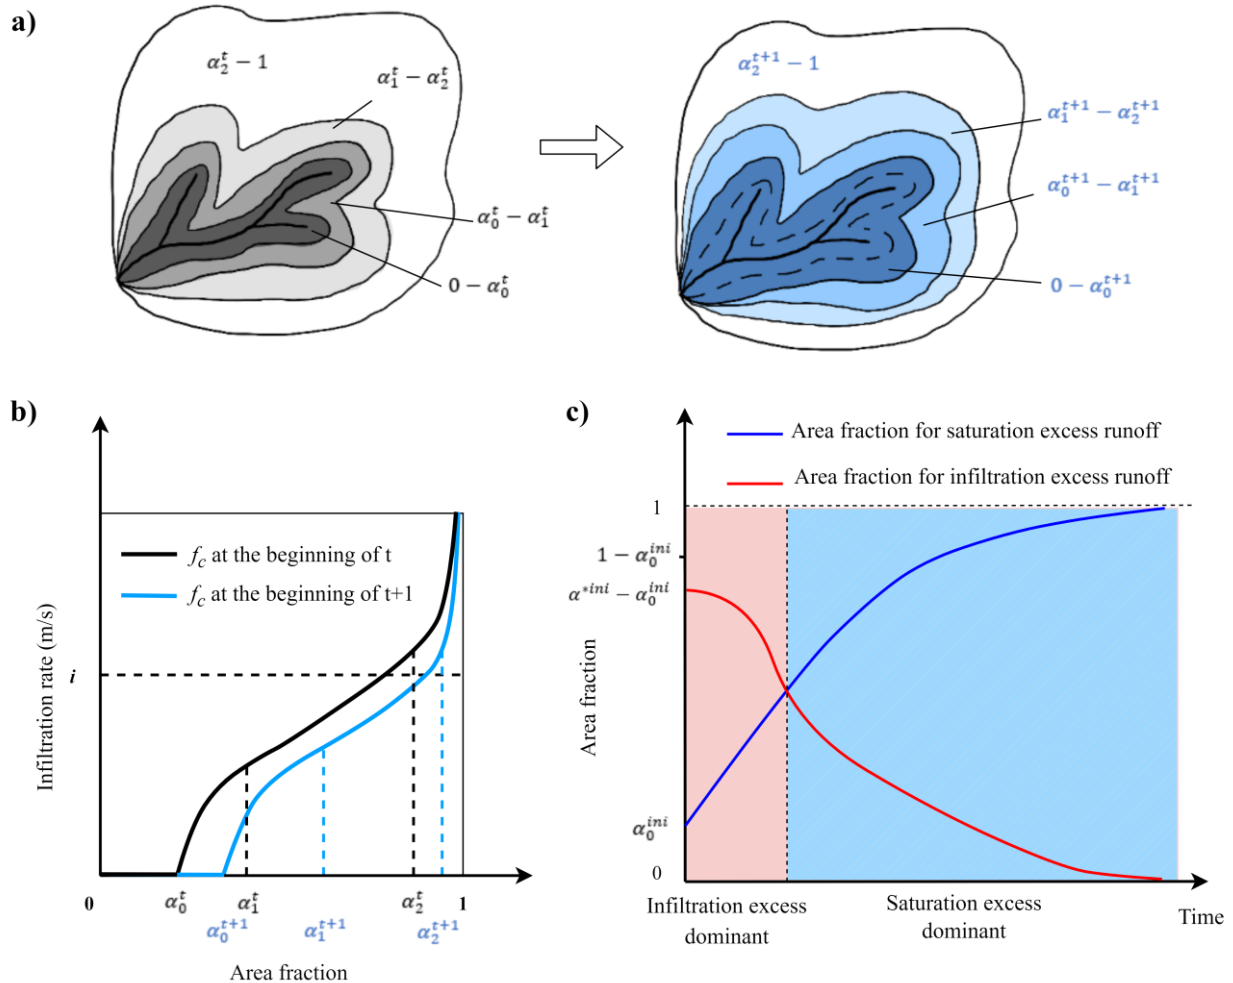 a)
α₂ᵗ − 1
α₁ᵗ − α₂ᵗ
α₀ᵗ − α₁ᵗ
0 − α₀ᵗ
α₂ᵗ⁺¹ − 1
α₁ᵗ⁺¹ − α₂ᵗ⁺¹
α₀ᵗ⁺¹ − α₁ᵗ⁺¹
0 − α₀ᵗ⁺¹
b)
f_c at the beginning of t
f_c at the beginning of t+1
Infiltration rate (m/s)
i
0
α₀ᵗ
α₁ᵗ
α₂ᵗ
1
α₀ᵗ⁺¹
α₁ᵗ⁺¹
α₂ᵗ⁺¹
Area fraction
c)
Area fraction for saturation excess runoff
Area fraction for infiltration excess runoff
1
1 − α₀ⁱⁿⁱ
α*ⁱⁿⁱ − α₀ⁱⁿⁱ
Area fraction
α₀ⁱⁿⁱ
0
Infiltration excess
dominant
Saturation excess
dominant
Time